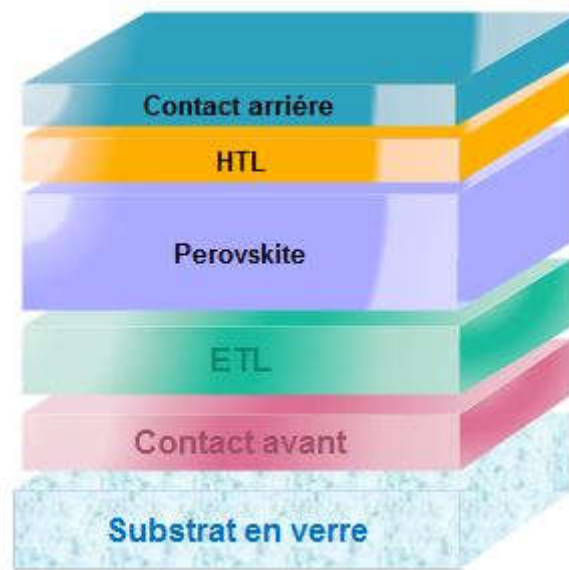 Contact arriére
HTL
Perovskite
ETL
Contact avant
Substrat en verre